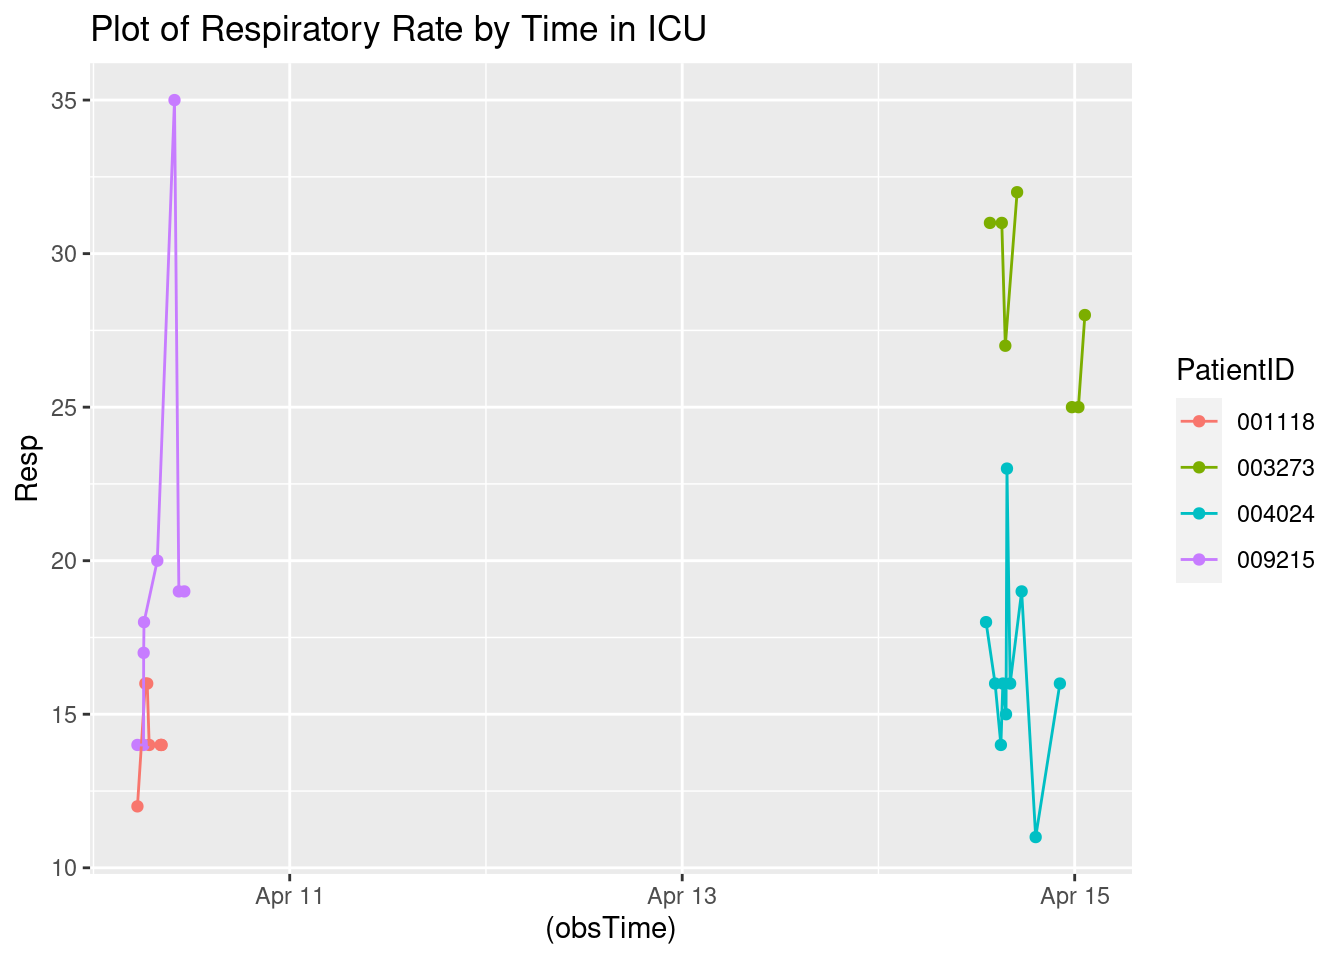 Plot of Respiratory Rate by Time in ICU
35
30
25
20
15
10
Resp
Apr 11
Apr 13
Apr 15
(obsTime)
PatientID
001118
003273
004024
009215